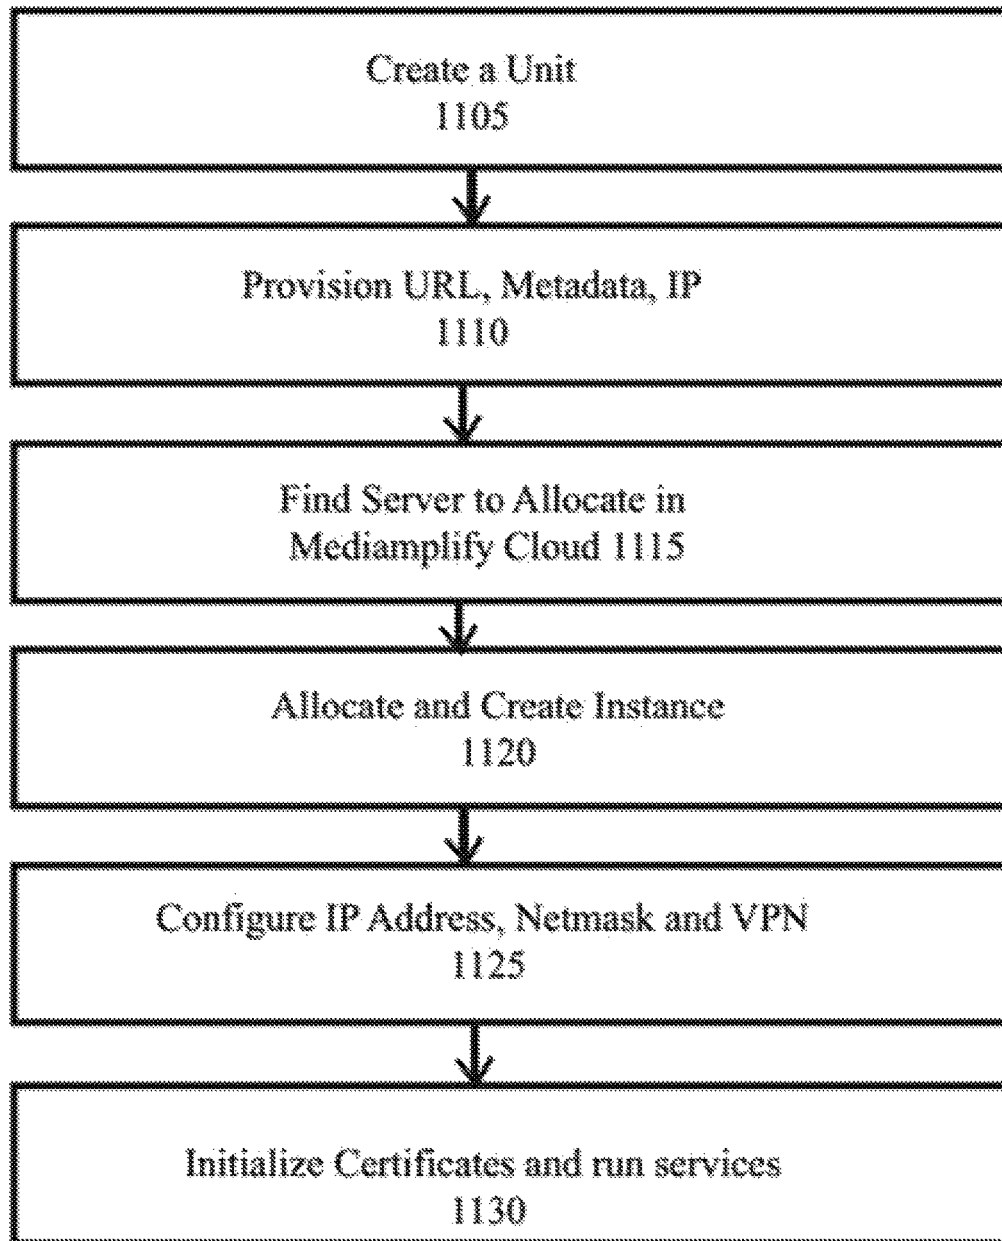 Create a Unit
1105
Provision URL, Metadata, IP
1110
Find Server to Allocate in
Mediamplify Cloud 1115
Allocate and Create Instance
1120
Configure IP Address, Netmask and VPN
1125
Initialize Certificates and run services
1130